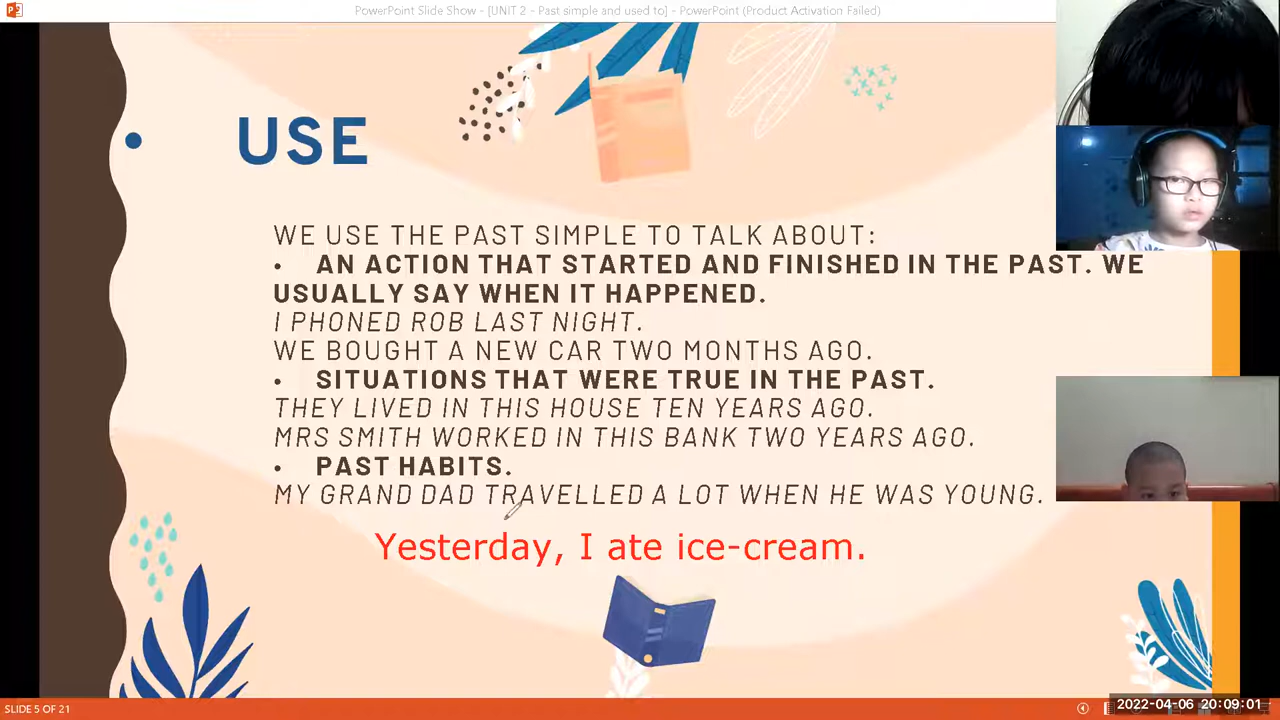 PowerPoint Slide Show - [UNIT 2 - Past simple and used to] - PowerPoint (Product Activation Failed)
• USE
WE USE THE PAST SIMPLE TO TALK ABOUT:
• AN ACTION THAT STARTED AND FINISHED IN THE PAST. WE
USUALLY SAY WHEN IT HAPPENED.
I PHONED ROB LAST NIGHT.
WE BOUGHT A NEW CAR TWO MONTHS AGO.
• SITUATIONS THAT WERE TRUE IN THE PAST.
THEY LIVED IN THIS HOUSE TEN YEARS AGO.
MRS SMITH WORKED IN THIS BANK TWO YEARS AGO.
• PAST HABITS.
MY GRAND DAD TRAVELLED A LOT WHEN HE WAS YOUNG.
Yesterday, I ate ice-cream.
SLIDE 5 OF 21
2022-04-06 20:09:01